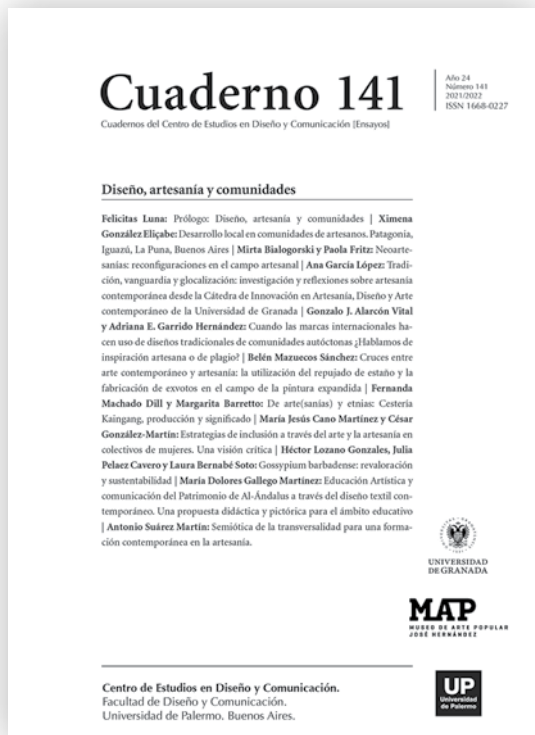 Cuaderno 141
Cuadernos del Centro de Estudios en Diseño y Comunicación [Ensayos]
Año 24
Número 141
2021/2022
ISSN 1668-0227
Diseño, artesanía y comunidades
Felicitas Luna: Prólogo: Diseño, artesanía y comunidades | Ximena
González Eliçabe: Desarrollo local en comunidades de artesanos. Patagonia,
Iguazú, La Puna, Buenos Aires | Mirta Bialogorski y Paola Fritz: Neoarte-
sanías: reconfiguraciones en el campo artesanal | Ana García López: Tradi-
ción, vanguardia y glocalización: investigación y reflexiones sobre artesanía
contemporánea desde la Cátedra de Innovación en Artesanía, Diseño y Arte
contemporáneo de la Universidad de Granada | Gonzalo J. Alarcón Vital
y Adriana E. Garrido Hernández: Cuando las marcas internacionales ha-
cen uso de diseños tradicionales de comunidades autóctonas ¿Hablamos de
inspiración artesana o de plagio? | Belén Mazuecos Sánchez: Cruces entre
arte contemporáneo y artesanía: la utilización del repujado de estaño y la
fabricación de exvotos en el campo de la pintura expandida | Fernanda
Machado Dill y Margarita Barretto: De arte(sanías) y etnias: Cestería
Kaingang, producción y significado | María Jesús Cano Martínez y César
González-Martín: Estrategias de inclusión a través del arte y la artesanía en
colectivos de mujeres. Una visión crítica | Héctor Lozano Gonzales, Julia
Pelaez Cavero y Laura Bernabé Soto: Gossypium barbadense: revaloración
y sustentabilidad | María Dolores Gallego Martínez: Educación Artística y
comunicación del Patrimonio de Al-Ándalus a través del diseño textil con-
temporáneo. Una propuesta didáctica y pictórica para el ámbito educativo
| Antonio Suárez Martín: Semiótica de la transversalidad para una forma-
ción contemporánea en la artesanía.
UNIVERSIDAD
DE GRANADA
MAP
MUSEO DE ARTE POPULAR
JOSÉ HERNÁNDEZ
Centro de Estudios en Diseño y Comunicación.
Facultad de Diseño y Comunicación.
Universidad de Palermo. Buenos Aires.
UP
Universidad
de Palermo